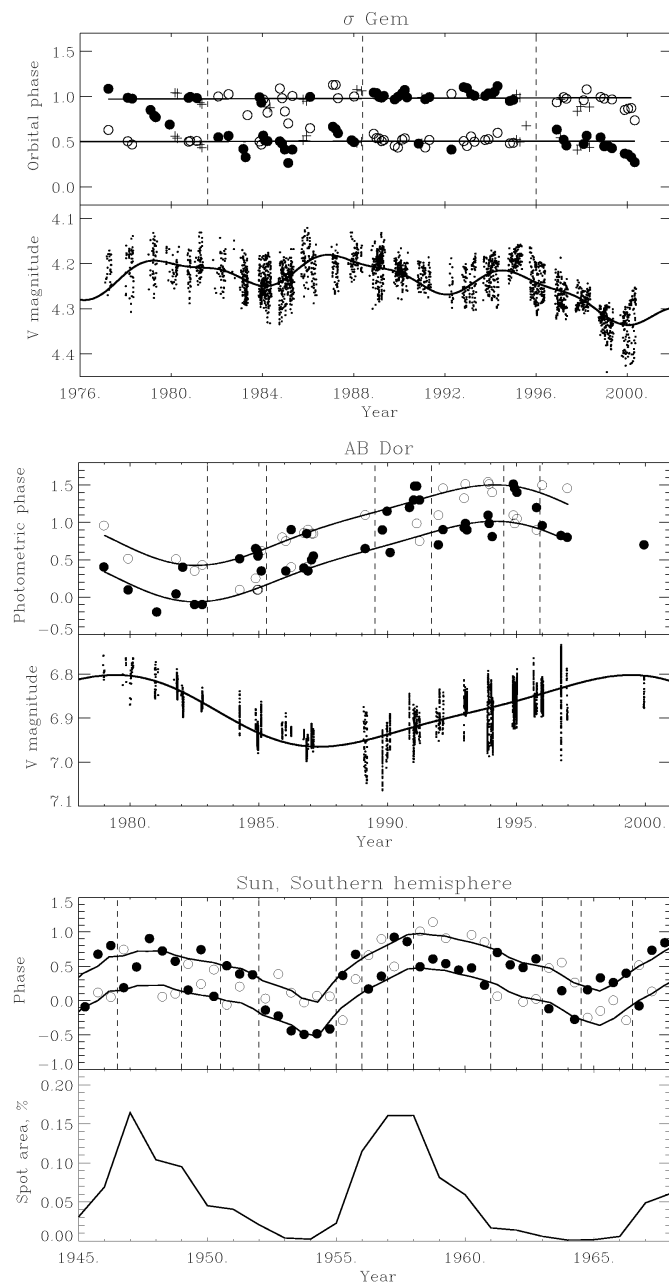 σ Gem
1.5
1.0
0.5
0.0
Orbital phase
4.1
4.2
4.3
4.4
V magnitude
1976. 1980. 1984. 1988. 1992. 1996. 2000.
Year
AB Dor
1.5
1.0
0.5
0.0
−0.5
Photometric phase
6.8
6.9
7.0
7.1
V magnitude
1980. 1985. 1990. 1995. 2000.
Year
Sun, Southern hemisphere
1.5
1.0
0.5
0.0
−0.5
−1.0
Phase
0.20
0.15
0.10
0.05
0.00
Spot area, %
1945. 1950. 1955. 1960. 1965.
Year